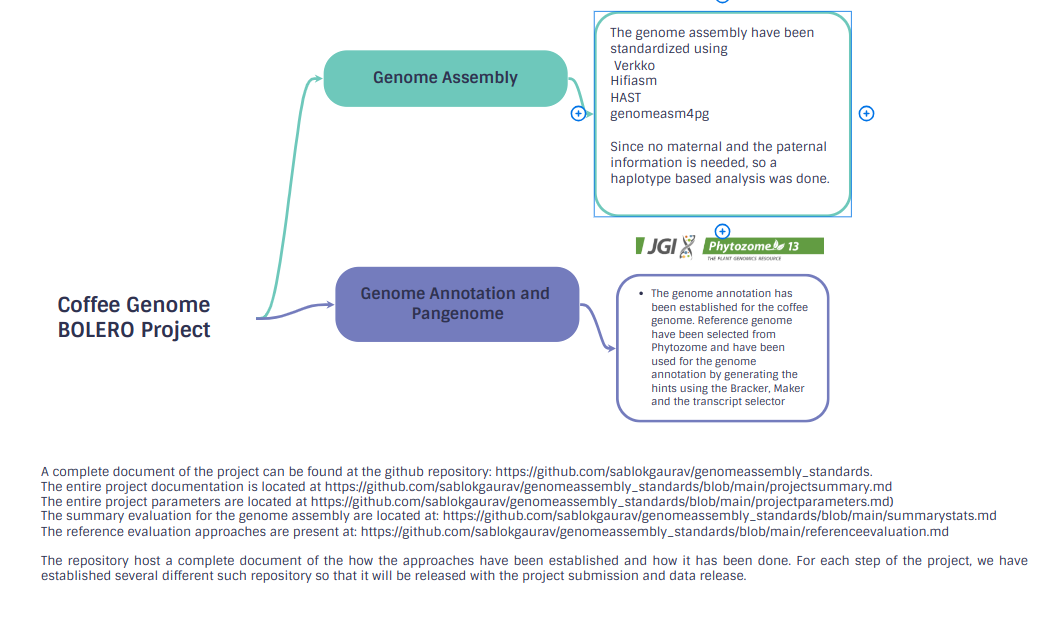 Genome Assembly
The genome assembly have been
standardized using
Verkko
Hifiasm
HAST
genomeasm4pg
Since no maternal and the paternal
information is needed, so a
haplotype based analysis was done.
JGI Phytozome 13
THE PLANT GENOMICS RESOURCE
Coffee Genome
BOLERO Project
Genome Annotation and
Pangenome
• The genome annotation has
been established for the coffee
genome. Reference genome
have been selected from
Phytozome and have been
used for the genome
annotation by generating the
hints using the Bracker, Maker
and the transcript selector
A complete document of the project can be found at the github repository: https://github.com/sablokgaurav/genomeassembly_standards.
The entire project documentation is located at https://github.com/sablokgaurav/genomeassembly_standards/blob/main/projectsummary.md
The entire project parameters are located at https://github.com/sablokgaurav/genomeassembly_standards/blob/main/projectparameters.md)
The summary evaluation for the genome assembly are located at: https://github.com/sablokgaurav/genomeassembly_standards/blob/main/summarystats.md
The reference evaluation approaches are present at: https://github.com/sablokgaurav/genomeassembly_standards/blob/main/referenceevaluation.md
The repository host a complete document of the how the approaches have been established and how it has been done. For each step of the project, we have
established several different such repository so that it will be released with the project submission and data release.